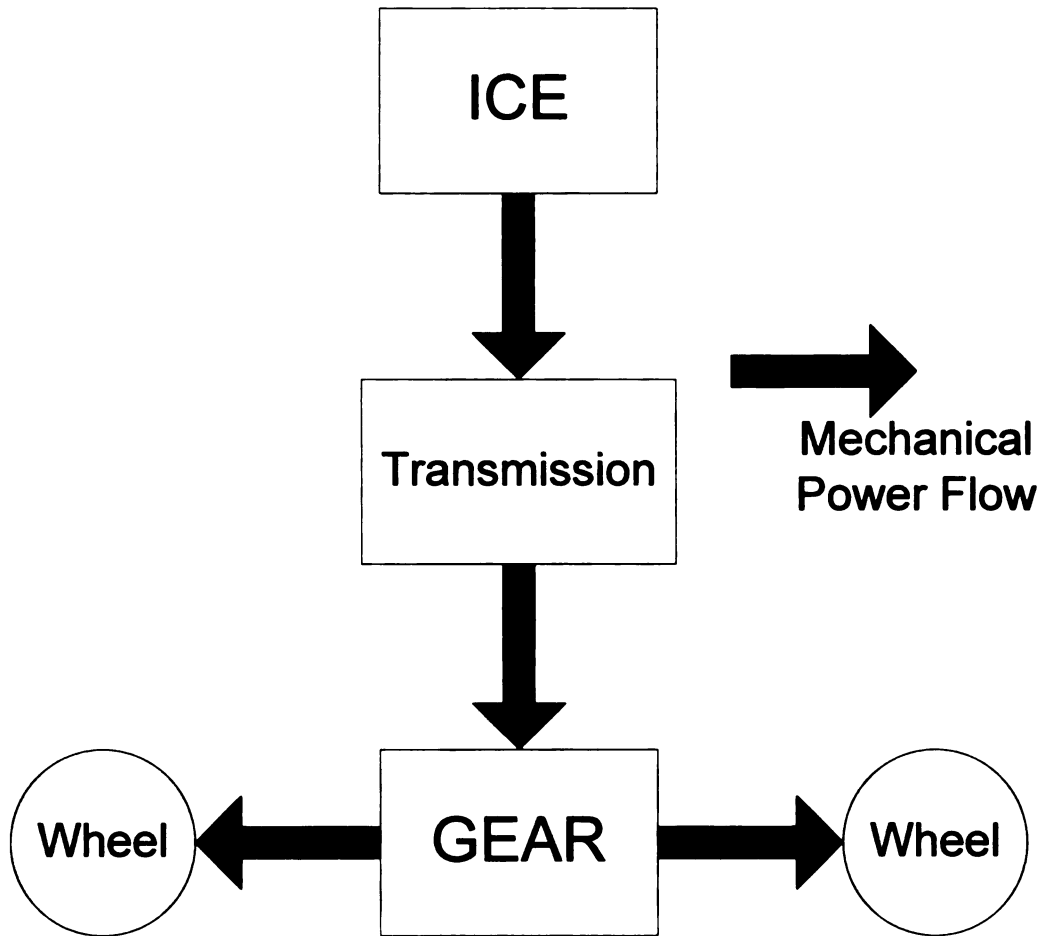 ICE
Transmission
Mechanical
Power Flow
Wheel
GEAR
Wheel